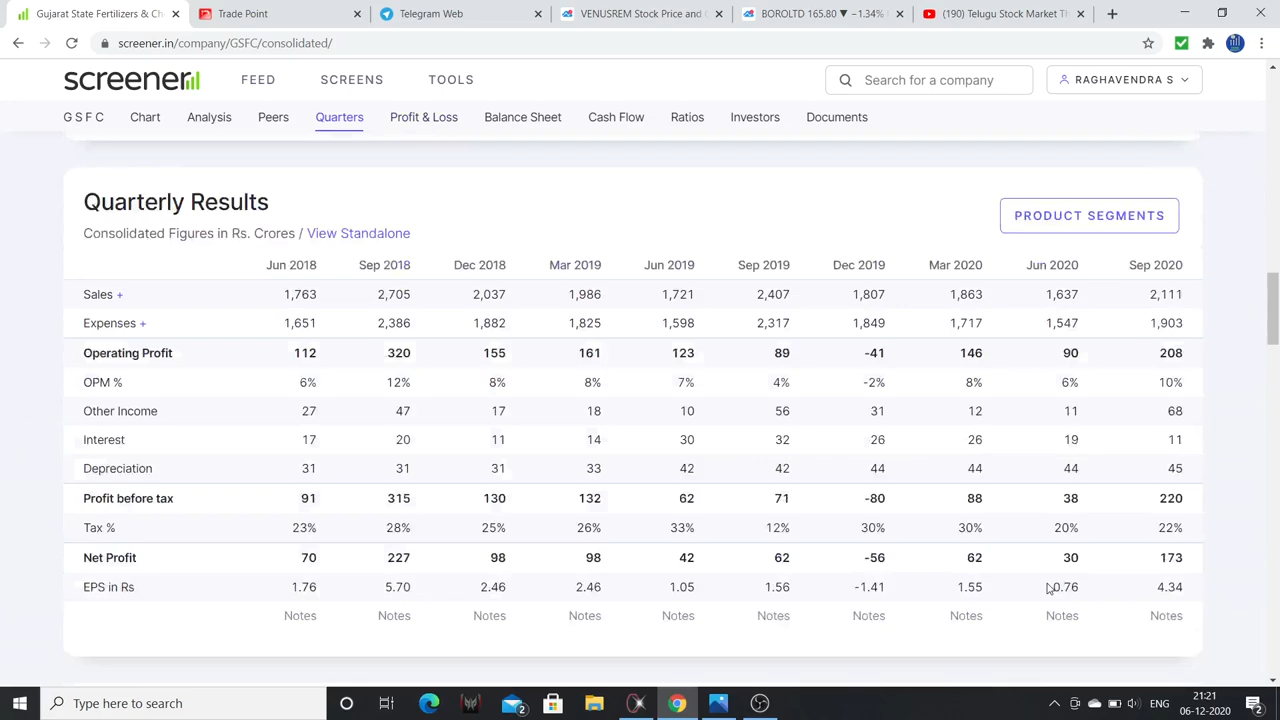 Gujarat State Fertilizers & Ch
Trade Point
Telegram Web
VENUSREM Stock Price and C
BOROLTD 165.80 ▼ −1.34%
(190) Telugu Stock Market Th
screener.in/company/GSFC/consolidated/
screener
FEED
SCREENS
TOOLS
Search for a company
RAGHAVENDRA S
G S F C
Chart
Analysis
Peers
Quarters
Profit & Loss
Balance Sheet
Cash Flow
Ratios
Investors
Documents
Quarterly Results
PRODUCT SEGMENTS
Consolidated Figures in Rs. Crores / View Standalone
Jun 2018 Sep 2018 Dec 2018 Mar 2019 Jun 2019 Sep 2019 Dec 2019 Mar 2020 Jun 2020 Sep 2020
Sales + 1,763 2,705 2,037 1,986 1,721 2,407 1,807 1,863 1,637 2,111
Expenses + 1,651 2,386 1,882 1,825 1,598 2,317 1,849 1,717 1,547 1,903
Operating Profit 112 320 155 161 123 89 -41 146 90 208
OPM % 6% 12% 8% 8% 7% 4% -2% 8% 6% 10%
Other Income 27 47 17 18 10 56 31 12 11 68
Interest 17 20 11 14 30 32 26 26 19 11
Depreciation 31 31 31 33 42 42 44 44 44 45
Profit before tax 91 315 130 132 62 71 -80 88 38 220
Tax % 23% 28% 25% 26% 33% 12% 30% 30% 20% 22%
Net Profit 70 227 98 98 42 62 -56 62 30 173
EPS in Rs 1.76 5.70 2.46 2.46 1.05 1.56 -1.41 1.55 0.76 4.34
Notes Notes Notes Notes Notes Notes Notes Notes Notes Notes
Type here to search
2
ENG
21:21
06-12-2020
2